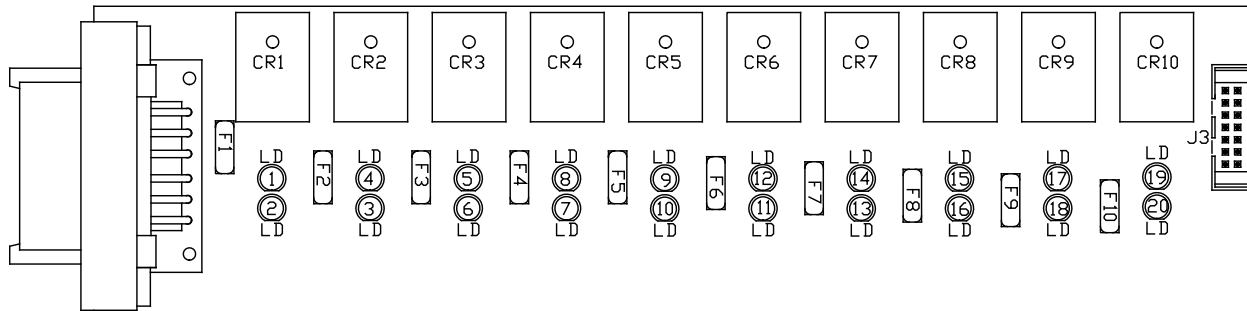 CR1 CR2 CR3 CR4 CR5 CR6 CR7 CR8 CR9 CR10
J3
F1 F2 F3 F4 F5 F6 F7 F8 F9 F10
LD LD LD LD LD LD LD LD LD LD
1 4 5 8 9 12 14 15 17 19
2 3 6 7 10 11 13 16 18 20
LD LD LD LD LD LD LD LD LD LD